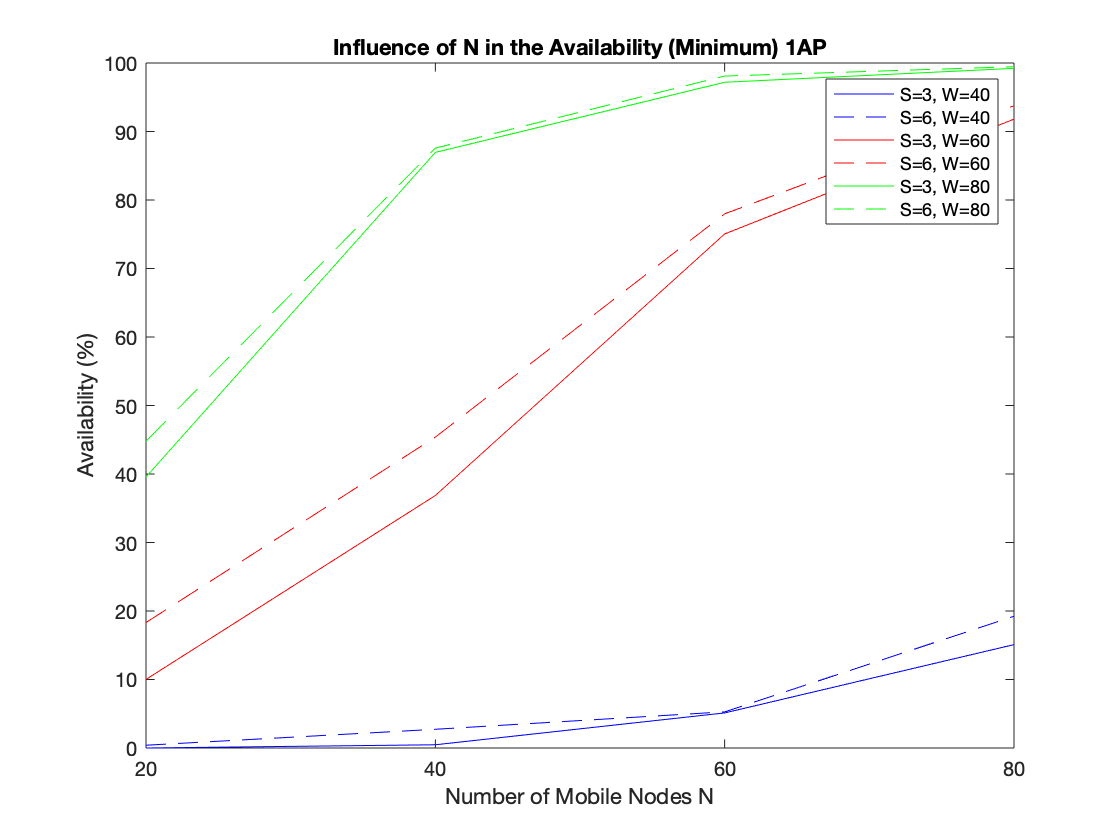 Influence of N in the Availability (Minimum) 1AP
100
90
80
70
60
50
40
30
20
10
0
Availability (%)
S=3, W=40
S=6, W=40
S=3, W=60
S=6, W=60
S=3, W=80
S=6, W=80
20 40 60 80
Number of Mobile Nodes N